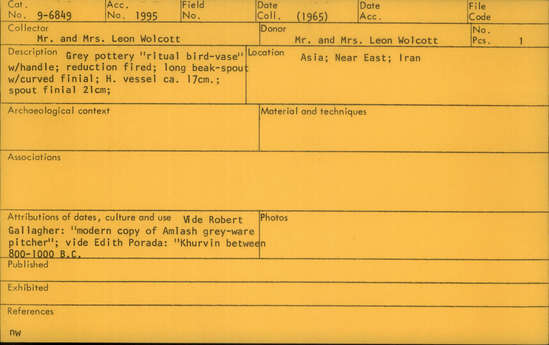 Cat. Acc. Field Date Date File
No. 9-6849 No. 1995 No. Coll. (1965) Acc. Code
Collector Donor No.
Mr. and Mrs. Leon Wolcott Mr. and Mrs. Leon Wolcott Pcs. 1
Description Grey pottery "ritual bird-vase"
w/handle; reduction fired; long beak-spout
w/curved finial; H. vessel ca. 17cm.;
spout finial 21cm;
Location Asia; Near East; Iran
Archaeological context Material and techniques
Associations
Attributions of dates, culture and use Vide Robert
Gallagher: "modern copy of Amlash grey-ware
pitcher"; vide Edith Porada: "Khurvin between
800-1000 B.C.
Photos
Published
Exhibited
References
nw